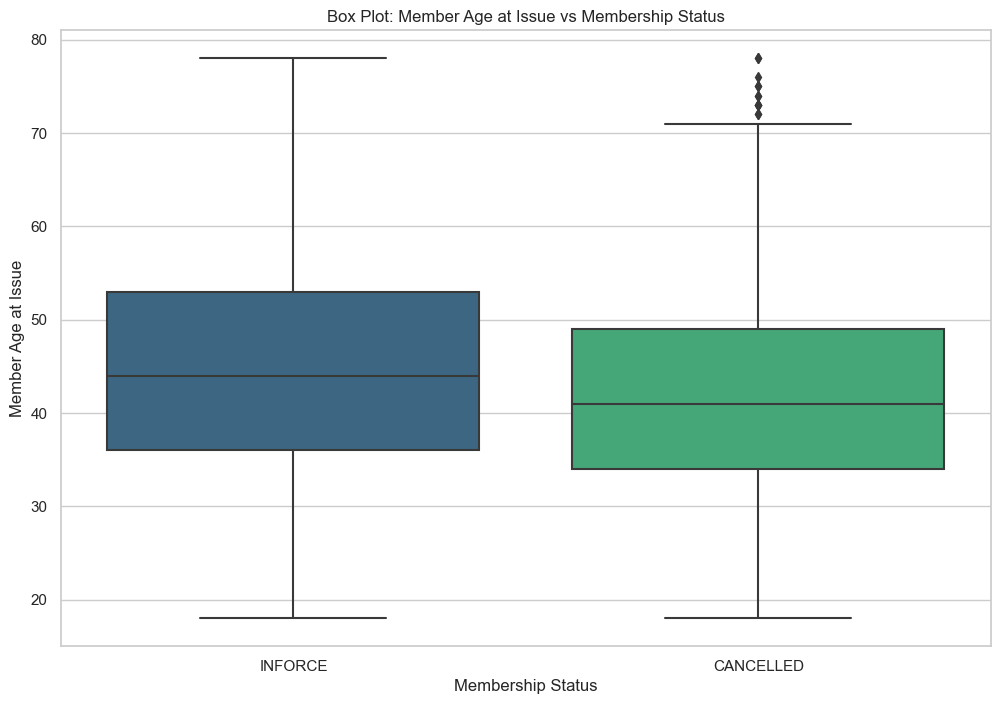 Box Plot: Member Age at Issue vs Membership Status
80
70
60
50
40
30
20
Member Age at Issue
INFORCE
CANCELLED
Membership Status